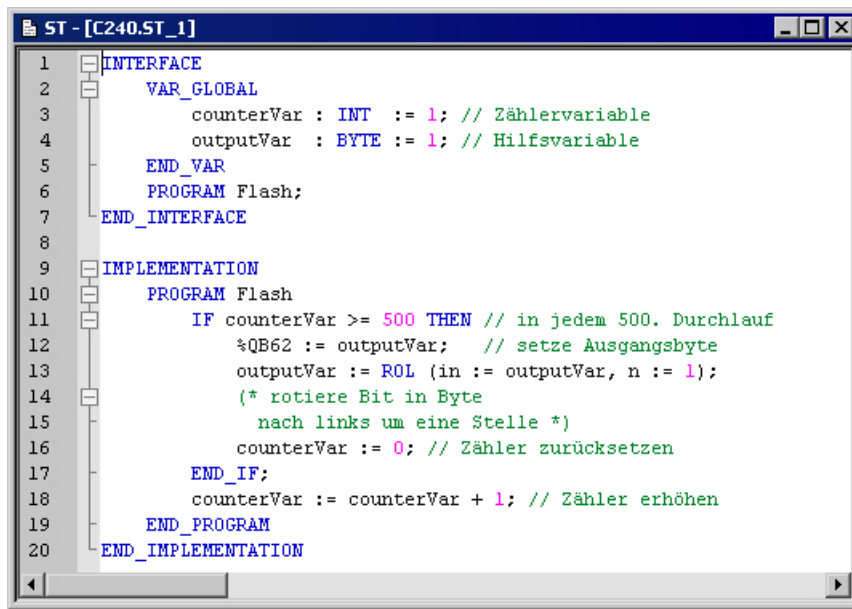 ST - [C240.ST_1]
1 INTERFACE
2 VAR_GLOBAL
3 counterVar : INT := 1; // Zählervariable
4 outputVar : BYTE := 1; // Hilfsvariable
5 END_VAR
6 PROGRAM Flash;
7 END_INTERFACE
8
9 IMPLEMENTATION
10 PROGRAM Flash
11 IF counterVar >= 500 THEN // in jedem 500. Durchlauf
12 %QB62 := outputVar; // setze Ausgangsbyte
13 outputVar := ROL (in := outputVar, n := 1);
14 (* rotiere Bit in Byte
15 nach links um eine Stelle *)
16 counterVar := 0; // Zähler zurücksetzen
17 END_IF;
18 counterVar := counterVar + 1; // Zähler erhöhen
19 END_PROGRAM
20 END_IMPLEMENTATION